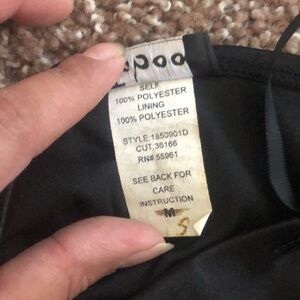 SELF
100% POLYESTER
LINING
100% POLYESTER
STYLE:1850901D
CUT:36166
RN# 55961
SEE BACK FOR
CARE
INSTRUCTION
M
S